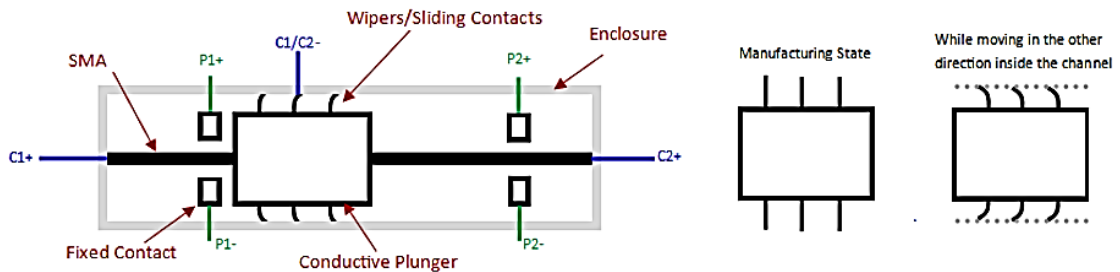 Wipers/Sliding Contacts
C1/C2-
Enclosure
SMA
P1+
P2+
C1+
C2+
Fixed Contact
P1-
Conductive Plunger
P2-
Manufacturing State
While moving in the other
direction inside the channel